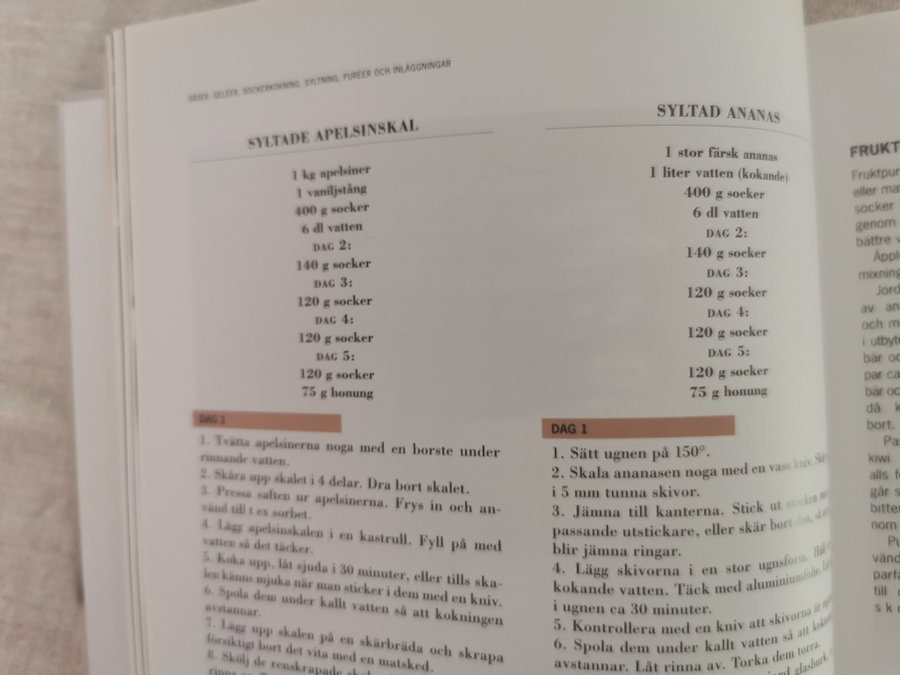 SÅSER, GELÉER, SOCKERKOKNING, SYLTNING, PURÉER OCH INLÄGGNINGAR
SYLTADE APELSINSKAL
1 kg apelsiner
1 vaniljstång
400 g socker
6 dl vatten
DAG 2:
140 g socker
DAG 3:
120 g socker
DAG 4:
120 g socker
DAG 5:
120 g socker
75 g honung
DAG 1
1. Tvätta apelsinerna noga med en borste under
rinnande vatten.
2. Skära upp skalet i 4 delar. Dra bort skalet.
3. Pressa saften ur apelsinerna. Frys in och an-
vänd till t ex sorbet.
4. Lägg apelsinskalen i en kastrull. Fyll på med
vatten så det täcker.
5. Koka upp, låt sjuda i 30 minuter, eller tills ska-
len känns mjuka när man sticker i dem med en kniv.
6. Spola dem under kallt vatten så att kokningen
avstannar.
7. Lägg upp skalen på en skärbräda och skrapa
försiktigt bort det vita med en matsked.
8. Skölj de renskrapade skalen
SYLTAD ANANAS
1 stor färsk ananas
1 liter vatten (kokande)
400 g socker
6 dl vatten
DAG 2:
140 g socker
DAG 3:
120 g socker
DAG 4:
120 g socker
DAG 5:
120 g socker
75 g honung
DAG 1
1. Sätt ugnen på 150°.
2. Skala ananasen noga med en vass kniv.
i 5 mm tunna skivor.
3. Jämna till kanterna. Stick ut stocken
passande utstickare, eller skär bort den, så att
blir jämna ringar.
4. Lägg skivorna i en stor ugnsform. Häll
kokande vatten. Täck med aluminiumfolie.
i ugnen ca 30 minuter.
5. Kontrollera med en kniv att skivorna är
6. Spola dem under kallt vatten så att
avstannar. Låt rinna av. Torka dem torra.
FRUKT
Fruktpur
eller ma
socker
genom
bättre v
Äppl
mixning
Jord
av an
och m
i utbyte
bär oc
par ca
bär oc
då k
bort.
Pa
kiwi
alls f
går s
bitter
nom
Pu
vänd
parfa
till
s k